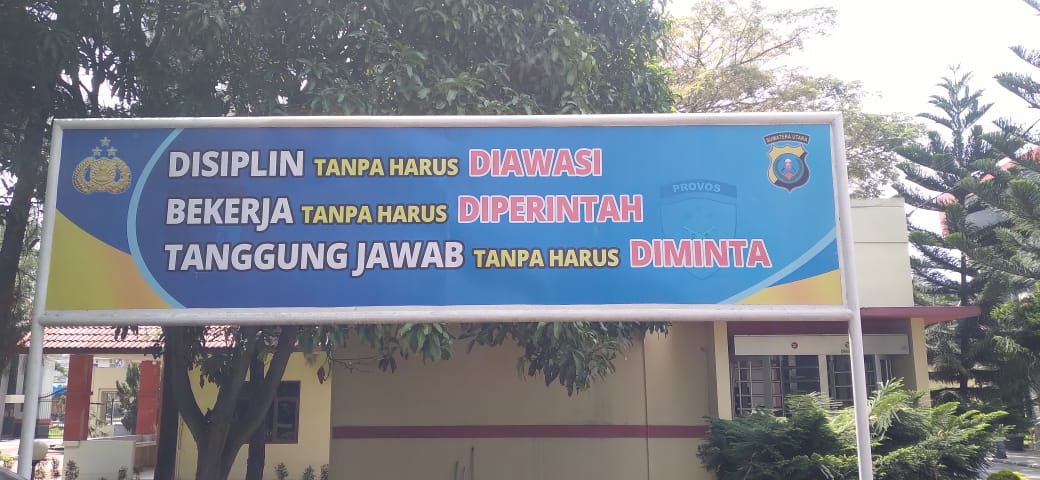 SUMATERA UTARA
DISIPLIN TANPA HARUS DIAWASI
BEKERJA TANPA HARUS DIPERINTAH
TANGGUNG JAWAB TANPA HARUS DIMINTA
PROVOS